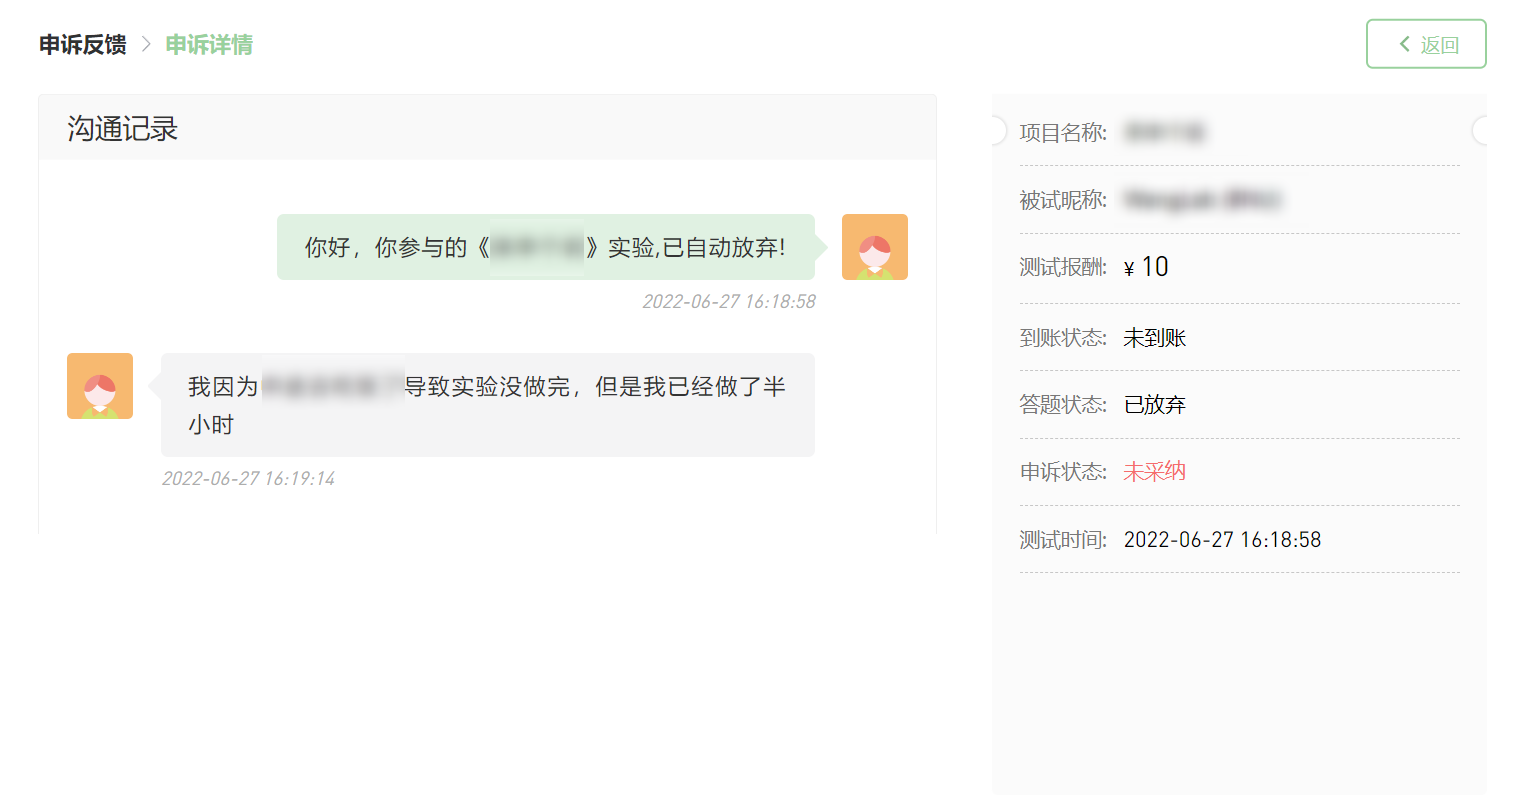 申诉反馈 > 申诉详情
返回
沟通记录
你好，你参与的《》实验,已自动放弃!
2022-06-27 16:18:58
我因为导致实验没做完，但是我已经做了半
小时
2022-06-27 16:19:14
项目名称:
被试昵称:
测试报酬: ¥ 10
到账状态: 未到账
答题状态: 已放弃
申诉状态: 未采纳
测试时间: 2022-06-27 16:18:58